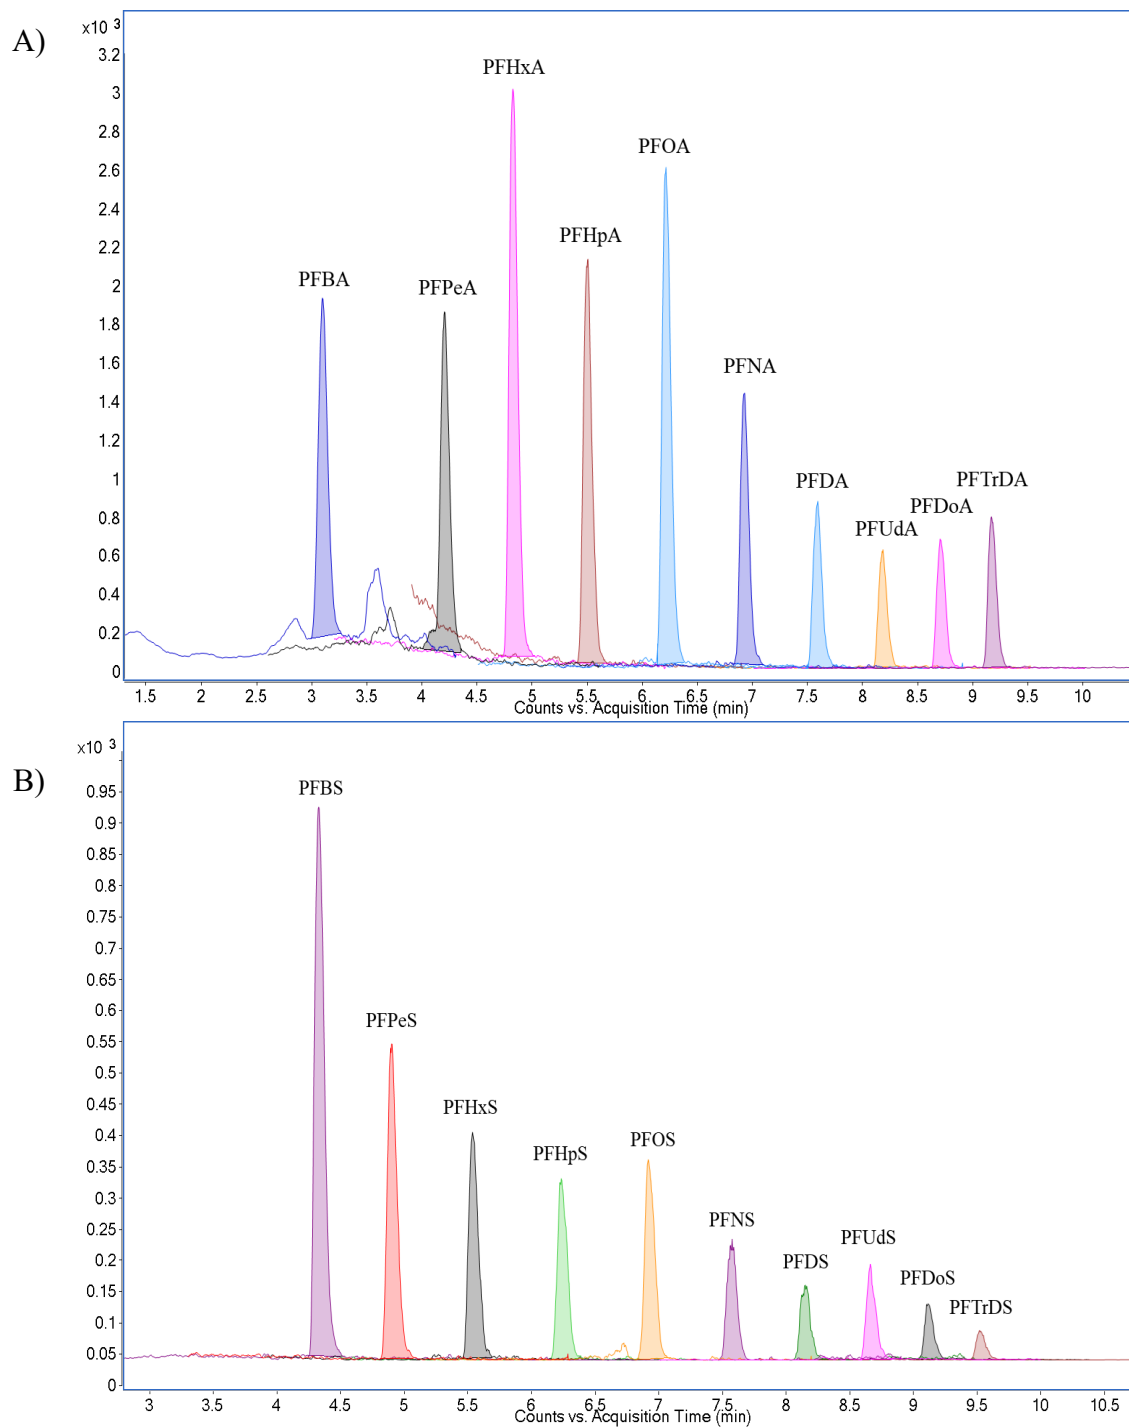 A)
x10 3
3.2
3
2.8
2.6
2.4
2.2
2
1.8
1.6
1.4
1.2
1
0.8
0.6
0.4
0.2
0
PFHxA
PFOA
PFHpA
PFBA
PFPeA
PFNA
PFDA
PFTrDA
PFDoA
PFUdA
1.5 2 2.5 3 3.5 4 4.5 5 5.5 6 6.5 7 7.5 8 8.5 9 9.5 10
Counts vs. Acquisition Time (min)
B)
x10 3
0.95
0.9
0.85
0.8
0.75
0.7
0.65
0.6
0.55
0.5
0.45
0.4
0.35
0.3
0.25
0.2
0.15
0.1
0.05
0
PFBS
PFPeS
PFHxS
PFHpS
PFOS
PFNS
PFUdS
PFDS
PFDoS
PFTrDS
3 3.5 4 4.5 5 5.5 6 6.5 7 7.5 8 8.5 9 9.5 10 10.5
Counts vs. Acquisition Time (min)